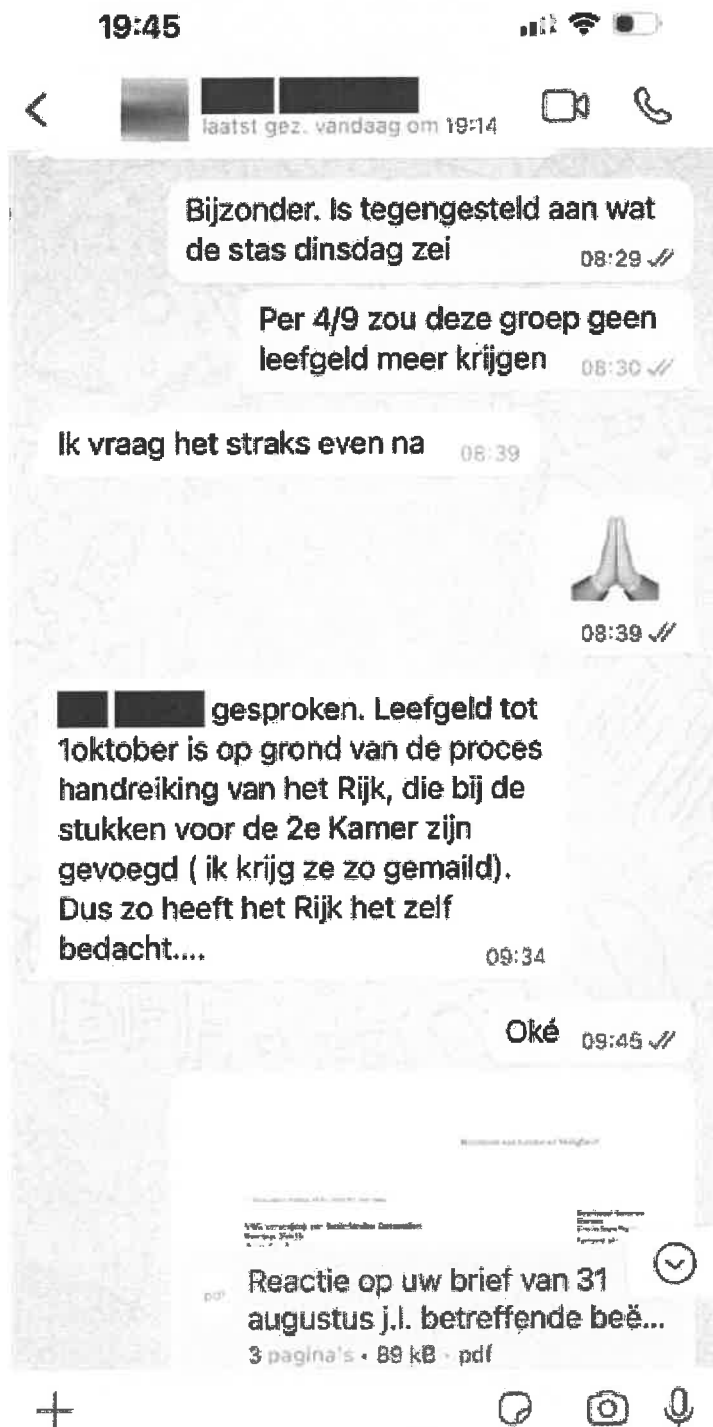 19:45
laatst gez. vandaag om 19:14
Bijzonder. Is tegengesteld aan wat
de stas dinsdag zei
08:29
Per 4/9 zou deze groep geen
leefgeld meer krijgen
08:30
Ik vraag het straks even na
08:39
08:39
gesproken. Leefgeld tot
1oktober is op grond van de proces
handreiking van het Rijk, die bij de
stukken voor de 2e Kamer zijn
gevoegd ( ik krijg ze zo gemaild).
Dus zo heeft het Rijk het zelf
bedacht....
09:34
Oké
09:45
pdf
Reactie op uw brief van 31
augustus j.l. betreffende beë...
3 pagina's • 89 kB • pdf